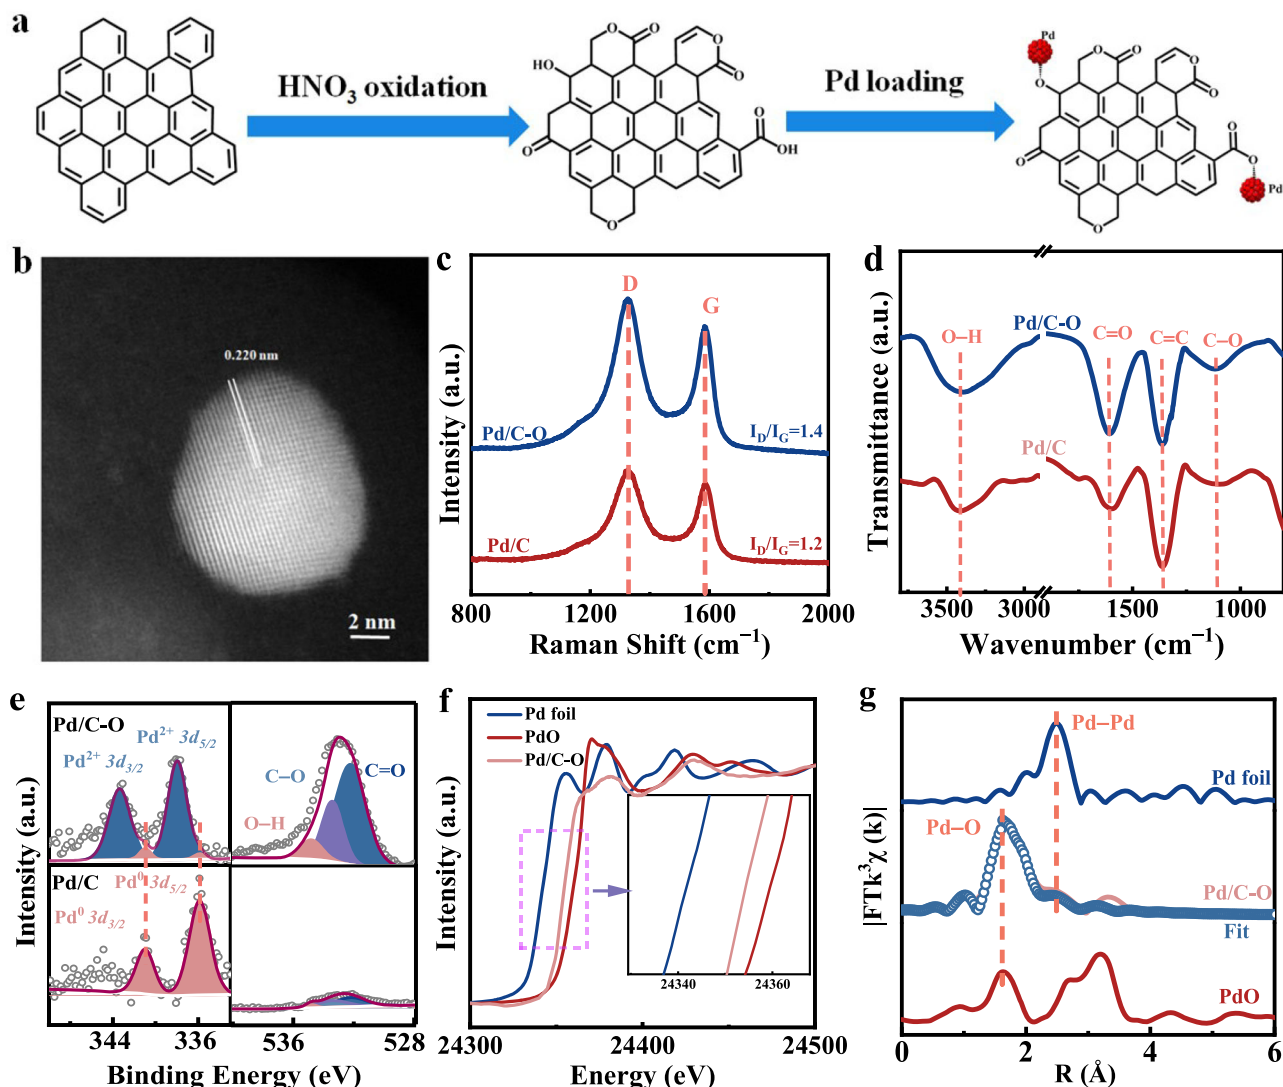 a
HNO3 oxidation
Pd loading
O
O
O
O
HO
O
O
OH
O
Pd
O
O
O
O
O
O
O
O
Pd
b
0.220 nm
2 nm
c
D
G
Pd/C-O
ID/IG=1.4
Pd/C
ID/IG=1.2
Intensity (a.u.)
800
1200
1600
2000
Raman Shift (cm−1)
d
O−H
Pd/C-O
C=O
C=C
C−O
Pd/C
Transmittance (a.u.)
3500
3000
1500
1000
Wavenumber (cm−1)
e
Pd/C-O
Pd2+ 3d5/2
Pd2+ 3d3/2
C−O
C=O
O−H
Pd/C
Pd0 3d5/2
Pd0 3d3/2
Intensity (a.u.)
344
336
536
528
Binding Energy (eV)
f
Pd foil
PdO
Pd/C-O
24340
24360
Intensity (a.u.)
24300
24400
24500
Energy (eV)
g
Pd−Pd
Pd foil
Pd−O
Pd/C-O
Fit
PdO
|FTk3χ (k)|
0
2
4
6
R (Å)